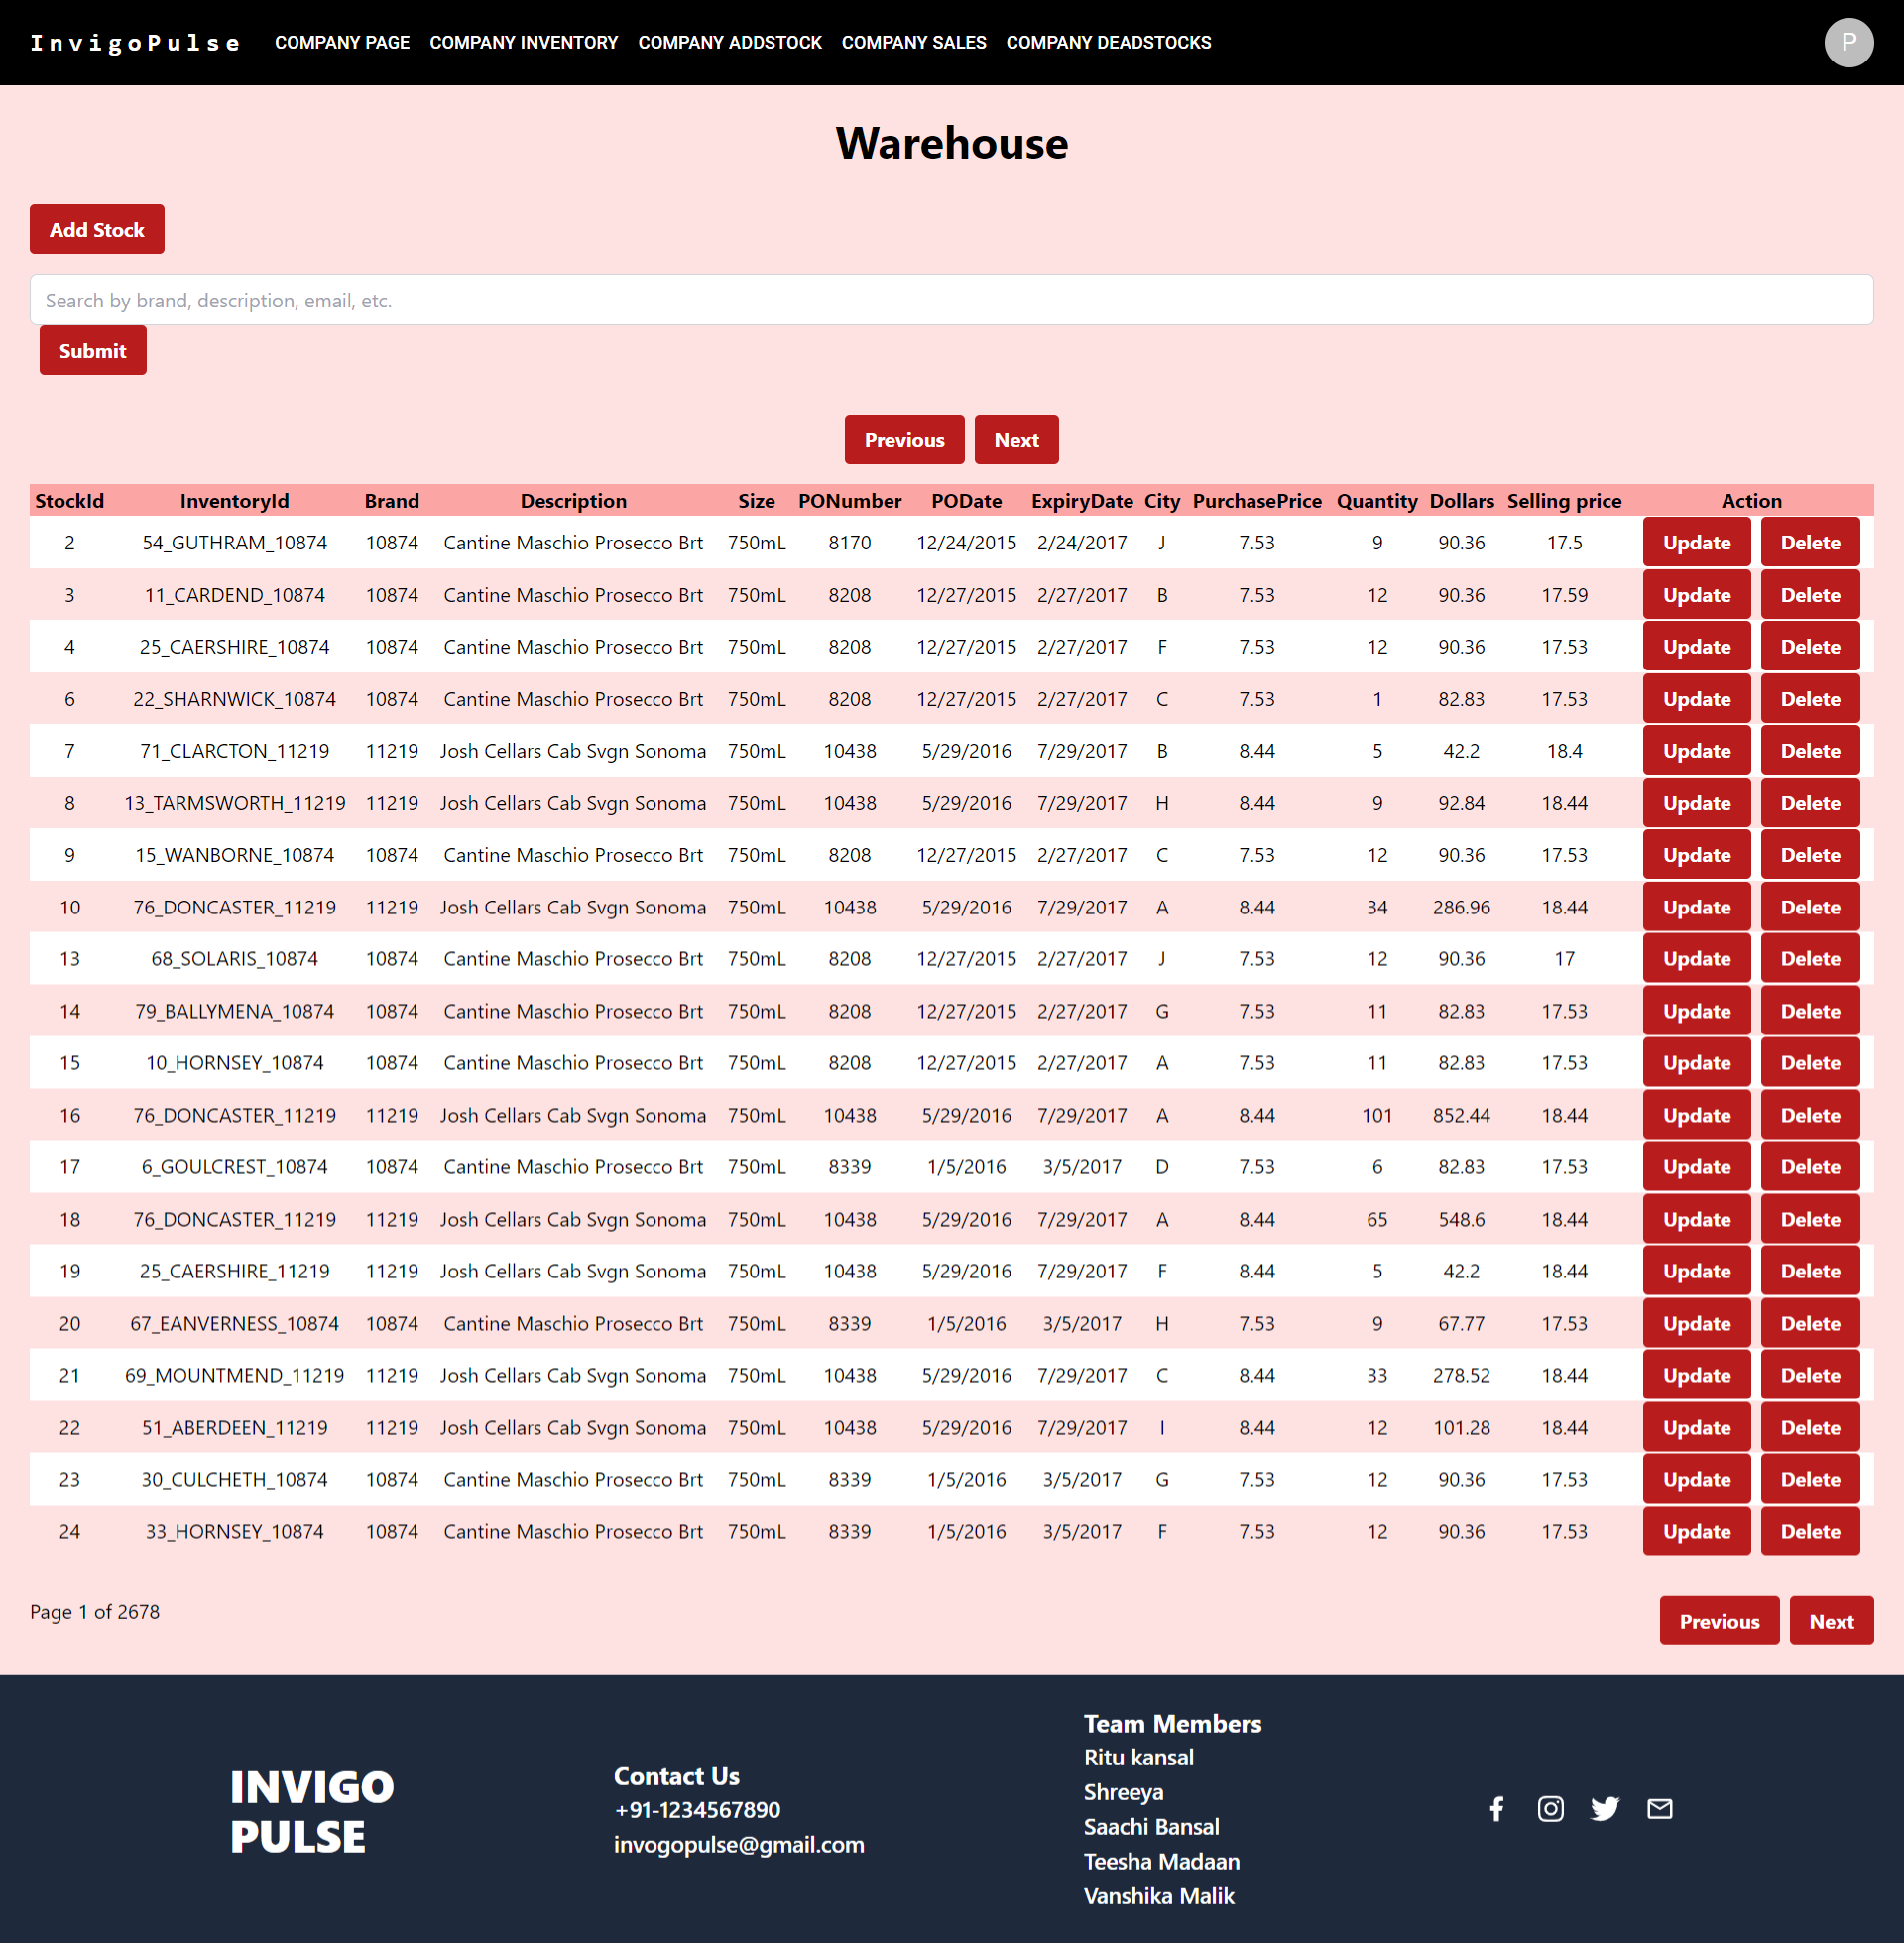 InvigoPulse COMPANY PAGE COMPANY INVENTORY COMPANY ADDSTOCK COMPANY SALES COMPANY DEADSTOCKS P
Warehouse
Add Stock
Search by brand, description, email, etc.
Submit
Previous Next
StockId InventoryId Brand Description Size PONumber PODate ExpiryDate City PurchasePrice Quantity Dollars Selling price Action
2 54_GUTHRAM_10874 10874 Cantine Maschio Prosecco Brt 750mL 8170 12/24/2015 2/24/2017 J 7.53 9 90.36 17.5 Update Delete
3 11_CARDEND_10874 10874 Cantine Maschio Prosecco Brt 750mL 8208 12/27/2015 2/27/2017 B 7.53 12 90.36 17.59 Update Delete
4 25_CAERSHIRE_10874 10874 Cantine Maschio Prosecco Brt 750mL 8208 12/27/2015 2/27/2017 F 7.53 12 90.36 17.53 Update Delete
6 22_SHARNWICK_10874 10874 Cantine Maschio Prosecco Brt 750mL 8208 12/27/2015 2/27/2017 C 7.53 1 82.83 17.53 Update Delete
7 71_CLARCTON_11219 11219 Josh Cellars Cab Svgn Sonoma 750mL 10438 5/29/2016 7/29/2017 B 8.44 5 42.2 18.4 Update Delete
8 13_TARMSWORTH_11219 11219 Josh Cellars Cab Svgn Sonoma 750mL 10438 5/29/2016 7/29/2017 H 8.44 9 92.84 18.44 Update Delete
9 15_WANBORNE_10874 10874 Cantine Maschio Prosecco Brt 750mL 8208 12/27/2015 2/27/2017 C 7.53 12 90.36 17.53 Update Delete
10 76_DONCASTER_11219 11219 Josh Cellars Cab Svgn Sonoma 750mL 10438 5/29/2016 7/29/2017 A 8.44 34 286.96 18.44 Update Delete
13 68_SOLARIS_10874 10874 Cantine Maschio Prosecco Brt 750mL 8208 12/27/2015 2/27/2017 J 7.53 12 90.36 17 Update Delete
14 79_BALLYMENA_10874 10874 Cantine Maschio Prosecco Brt 750mL 8208 12/27/2015 2/27/2017 G 7.53 11 82.83 17.53 Update Delete
15 10_HORNSEY_10874 10874 Cantine Maschio Prosecco Brt 750mL 8208 12/27/2015 2/27/2017 A 7.53 11 82.83 17.53 Update Delete
16 76_DONCASTER_11219 11219 Josh Cellars Cab Svgn Sonoma 750mL 10438 5/29/2016 7/29/2017 A 8.44 101 852.44 18.44 Update Delete
17 6_GOULCREST_10874 10874 Cantine Maschio Prosecco Brt 750mL 8339 1/5/2016 3/5/2017 D 7.53 6 82.83 17.53 Update Delete
18 76_DONCASTER_11219 11219 Josh Cellars Cab Svgn Sonoma 750mL 10438 5/29/2016 7/29/2017 A 8.44 65 548.6 18.44 Update Delete
19 25_CAERSHIRE_11219 11219 Josh Cellars Cab Svgn Sonoma 750mL 10438 5/29/2016 7/29/2017 F 8.44 5 42.2 18.44 Update Delete
20 67_EANVERNESS_10874 10874 Cantine Maschio Prosecco Brt 750mL 8339 1/5/2016 3/5/2017 H 7.53 9 67.77 17.53 Update Delete
21 69_MOUNTMEND_11219 11219 Josh Cellars Cab Svgn Sonoma 750mL 10438 5/29/2016 7/29/2017 C 8.44 33 278.52 18.44 Update Delete
22 51_ABERDEEN_11219 11219 Josh Cellars Cab Svgn Sonoma 750mL 10438 5/29/2016 7/29/2017 I 8.44 12 101.28 18.44 Update Delete
23 30_CULCHETH_10874 10874 Cantine Maschio Prosecco Brt 750mL 8339 1/5/2016 3/5/2017 G 7.53 12 90.36 17.53 Update Delete
24 33_HORNSEY_10874 10874 Cantine Maschio Prosecco Brt 750mL 8339 1/5/2016 3/5/2017 F 7.53 12 90.36 17.53 Update Delete
Page 1 of 2678 Previous Next
INVIGO
PULSE
Contact Us
+91-1234567890
invogopulse@gmail.com
Team Members
Ritu kansal
Shreeya
Saachi Bansal
Teesha Madaan
Vanshika Malik